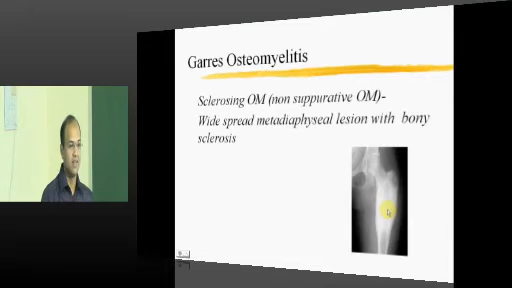 Garres Osteomyelitis
Sclerosing OM (non suppurative OM)-
Wide spread metadiaphyseal lesion with bony
sclerosis